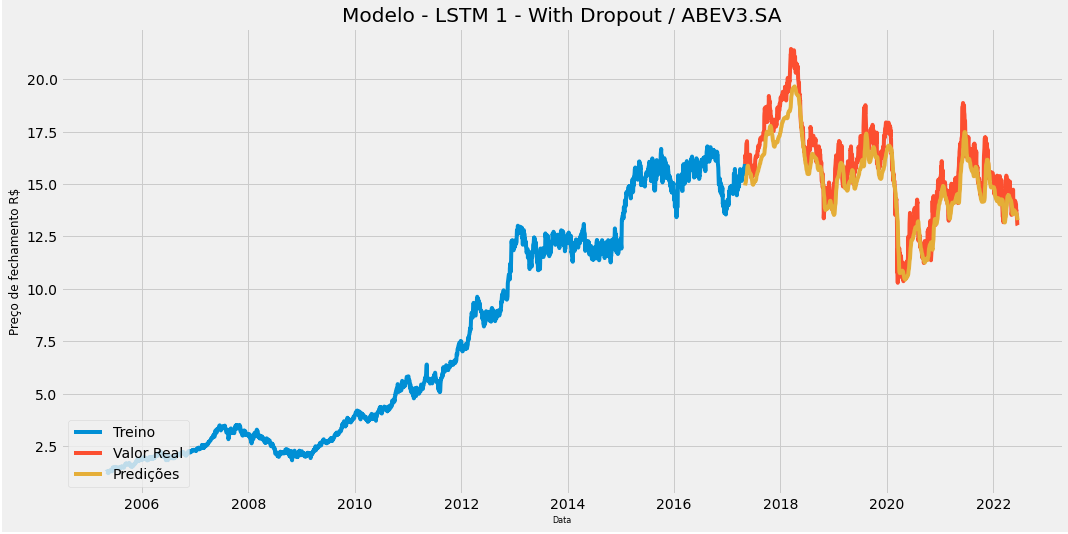 Modelo - LSTM 1 - With Dropout / ABEV3.SA
Preço de fechamento R$
20.0
17.5
15.0
12.5
10.0
7.5
5.0
2.5
Treino
Valor Real
Predições
2006 2008 2010 2012 2014 2016 2018 2020 2022
Data